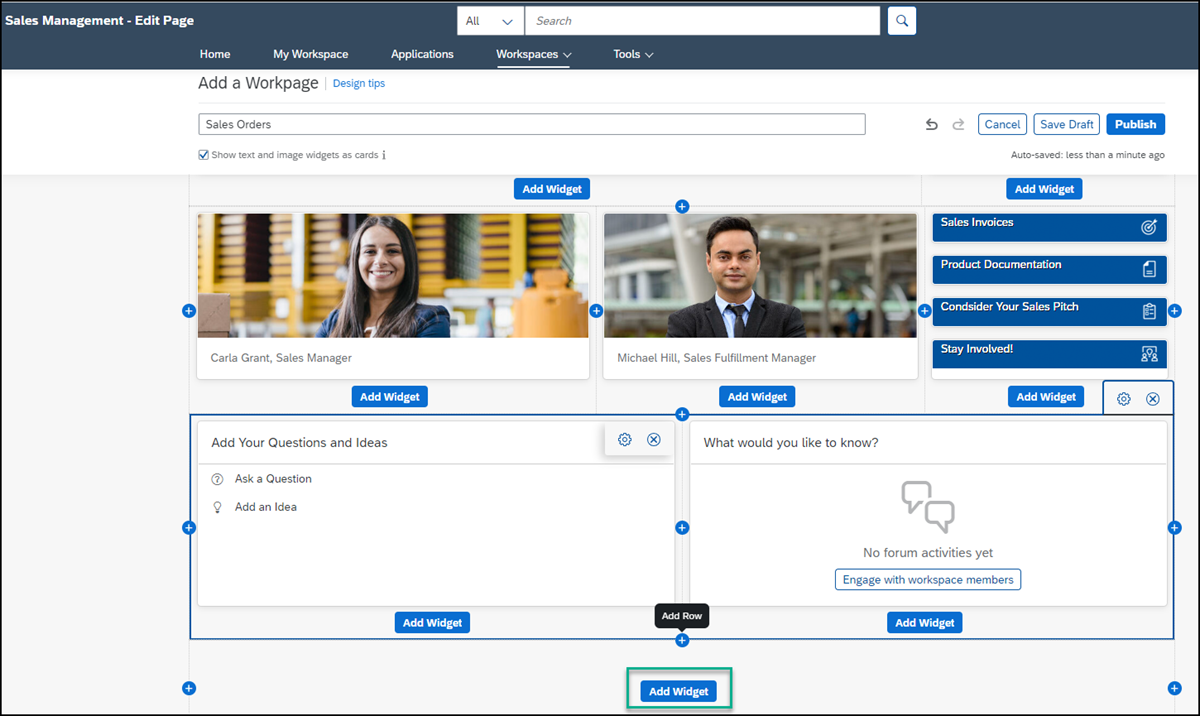 Sales Management - Edit Page
All
Search
Home
My Workspace
Applications
Workspaces
Tools
Add a Workpage
Design tips
Sales Orders
Cancel
Save Draft
Publish
Show text and image widgets as cards
Auto-saved: less than a minute ago
Add Widget
Add Widget
Sales Invoices
Product Documentation
Condsider Your Sales Pitch
Stay Involved!
Carla Grant, Sales Manager
Michael Hill, Sales Fulfillment Manager
Add Widget
Add Widget
Add Widget
Add Your Questions and Ideas
What would you like to know?
Ask a Question
Add an Idea
No forum activities yet
Engage with workspace members
Add Row
Add Widget
Add Widget
Add Widget